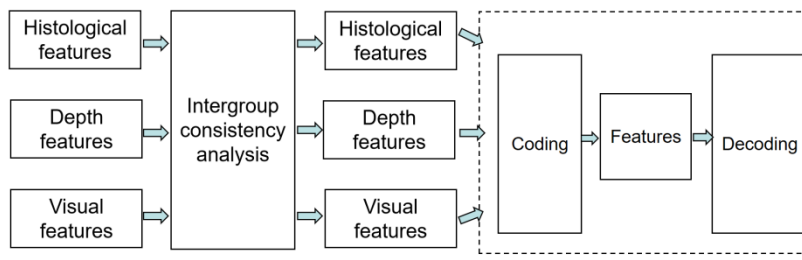 Histological
features
Depth
features
Visual
features
Intergroup
consistency
analysis
Histological
features
Depth
features
Visual
features
Coding
Features
Decoding